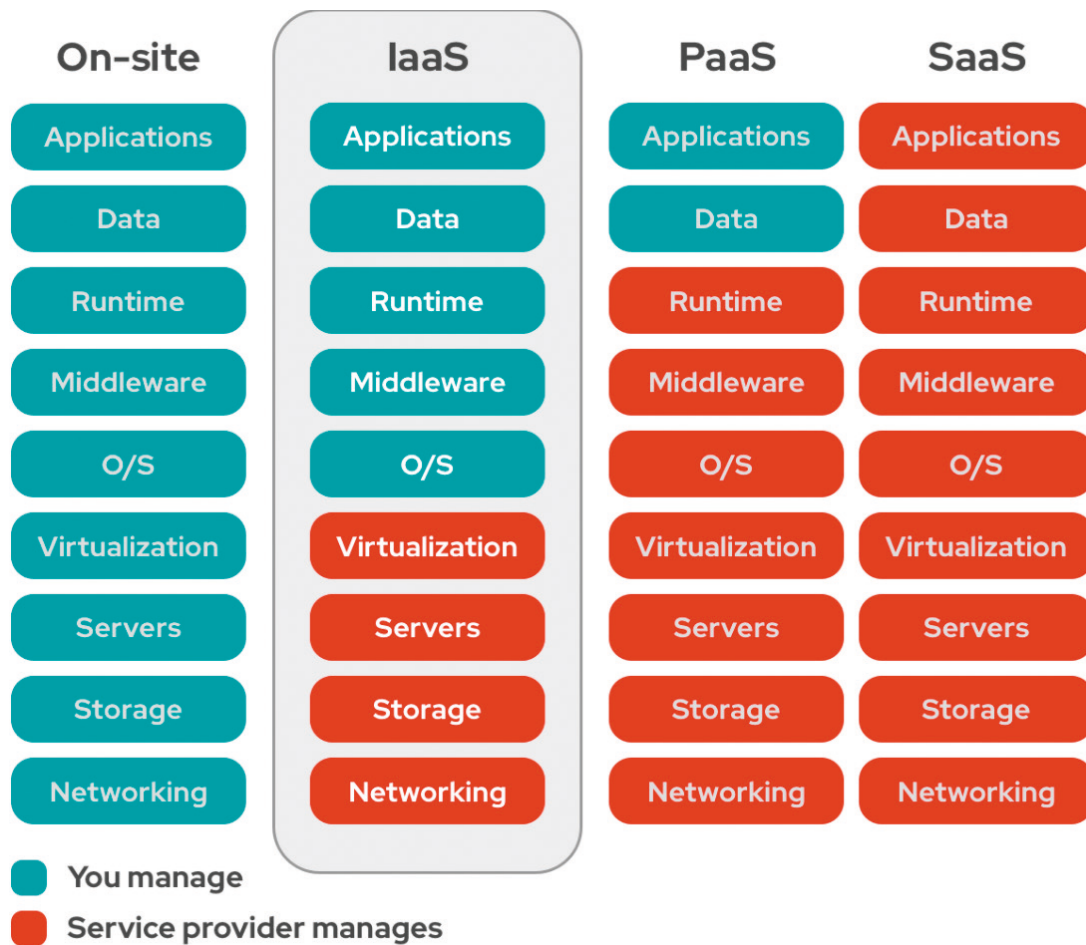 On-site IaaS PaaS SaaS
Applications Applications Applications Applications
Data Data Data Data
Runtime Runtime Runtime Runtime
Middleware Middleware Middleware Middleware
O/S O/S O/S O/S
Virtualization Virtualization Virtualization Virtualization
Servers Servers Servers Servers
Storage Storage Storage Storage
Networking Networking Networking Networking
You manage
Service provider manages